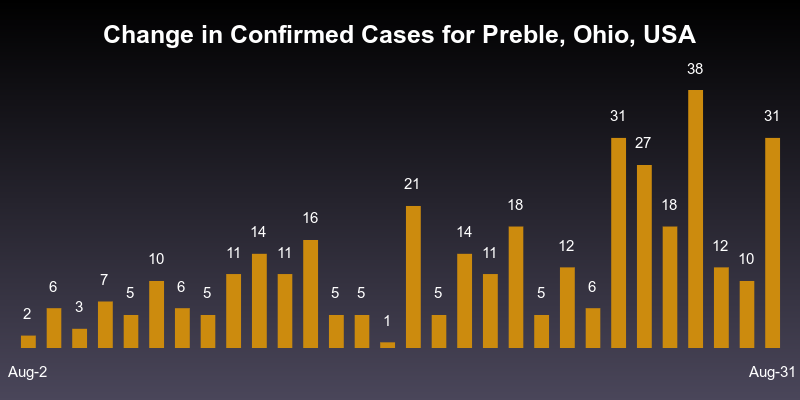 Change in Confirmed Cases for Preble, Ohio, USA
2 6 3 7 5 10 6 5 11 14 11 16 5 5 1 21 5 14 11 18 5 12 6 31 27 18 38 12 10 31
Aug-2 Aug-31